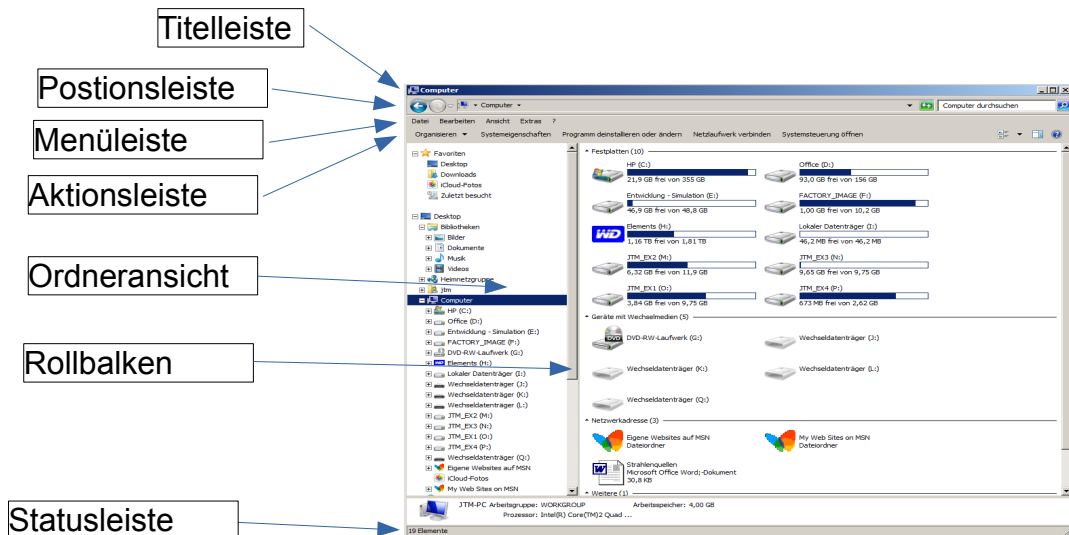 Titelleiste
Postionsleiste
Menüleiste
Aktionsleiste
Ordneransicht
Rollbalken
Statusleiste
Computer
Computer
Computer durchsuchen
Datei Bearbeiten Ansicht Extras ?
Organisieren Systemeigenschaften Programm deinstallieren oder ändern Netzlaufwerk verbinden Systemsteuerung öffnen
Favoriten
Desktop
Downloads
iCloud-Fotos
Zuletzt besucht
Desktop
Bibliotheken
Bilder
Dokumente
Musik
Videos
Heimnetzgruppe
jtm
Computer
HP (C:)
Office (D:)
Entwicklung - Simulation (E:)
FACTORY_IMAGE (F:)
DVD-RW-Laufwerk (G:)
Elements (H:)
Lokaler Datenträger (I:)
Wechseldatenträger (J:)
Wechseldatenträger (K:)
Wechseldatenträger (L:)
JTM_EX2 (M:)
JTM_EX3 (N:)
JTM_EX1 (O:)
JTM_EX4 (P:)
Wechseldatenträger (Q:)
Eigene Websites auf MSN
iCloud-Fotos
My Web Sites on MSN
Festplatten (10)
HP (C:)
21,9 GB frei von 355 GB
Office (D:)
93,0 GB frei von 156 GB
Entwicklung - Simulation (E:)
46,9 GB frei von 48,8 GB
FACTORY_IMAGE (F:)
1,00 GB frei von 10,2 GB
WD
Elements (H:)
1,16 TB frei von 1,81 TB
Lokaler Datenträger (I:)
46,2 MB frei von 46,2 MB
JTM_EX2 (M:)
6,32 GB frei von 11,9 GB
JTM_EX3 (N:)
9,65 GB frei von 9,75 GB
JTM_EX1 (O:)
3,84 GB frei von 9,75 GB
JTM_EX4 (P:)
673 MB frei von 2,62 GB
Geräte mit Wechselmedien (5)
DVD
DVD-RW-Laufwerk (G:)
Wechseldatenträger (J:)
Wechseldatenträger (K:)
Wechseldatenträger (L:)
Wechseldatenträger (Q:)
Netzwerkadresse (3)
Eigene Websites auf MSN
Dateiordner
My Web Sites on MSN
Dateiordner
Strahlenquellen
Microsoft Office Word;-Dokument
30,8 KB
Weitere (1)
JTM-PC Arbeitsgruppe: WORKGROUP Arbeitsspeicher: 4,00 GB
Prozessor: Intel(R) Core(TM)2 Quad ...
19 Elemente